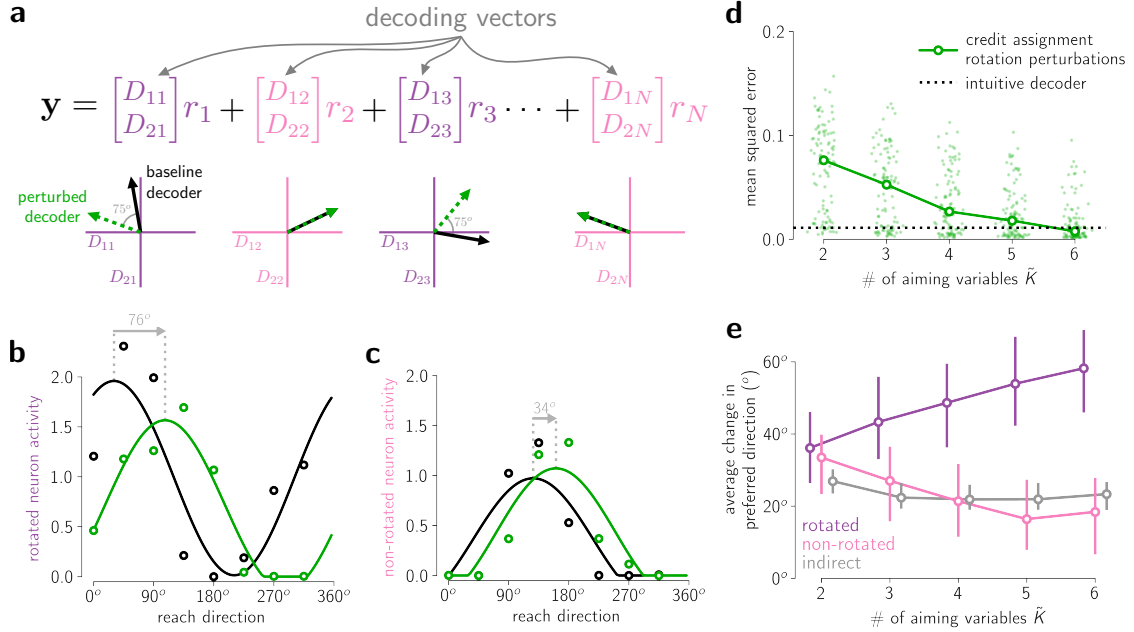 a
decoding vectors
y = [D11 D21] r1 + [D12 D22] r2 + [D13 D23] r3 · · · + [D1N D2N] rN
perturbed decoder
75°
baseline decoder
D11
D21
D12
D22
75°
D13
D23
D1N
D2N
b
76°
rotated neuron activity
2.0
1.5
1.0
0.5
0.0
0°
90°
180°
270°
360°
reach direction
c
34°
non-rotated neuron activity
2.0
1.5
1.0
0.5
0.0
0°
90°
180°
270°
360°
reach direction
d
mean squared error
0.2
0.1
0.0
credit assignment
rotation perturbations
intuitive decoder
2
3
4
5
6
# of aiming variables K̃
e
average change in
preferred direction (°)
60°
40°
20°
0°
rotated
non-rotated
indirect
2
3
4
5
6
# of aiming variables K̃